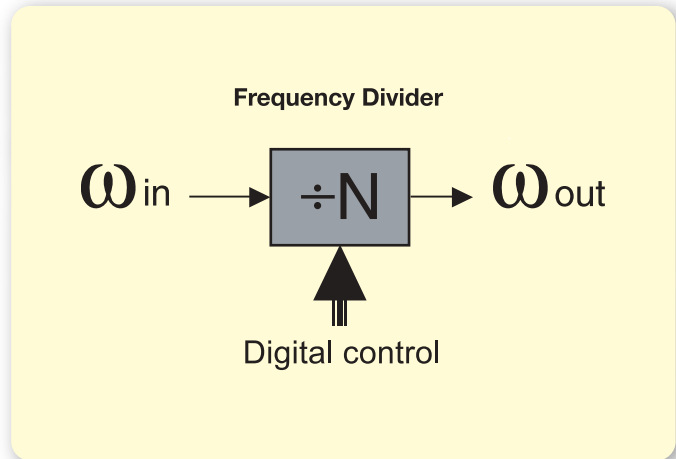 Frequency Divider
ωin ÷N ωout
Digital control